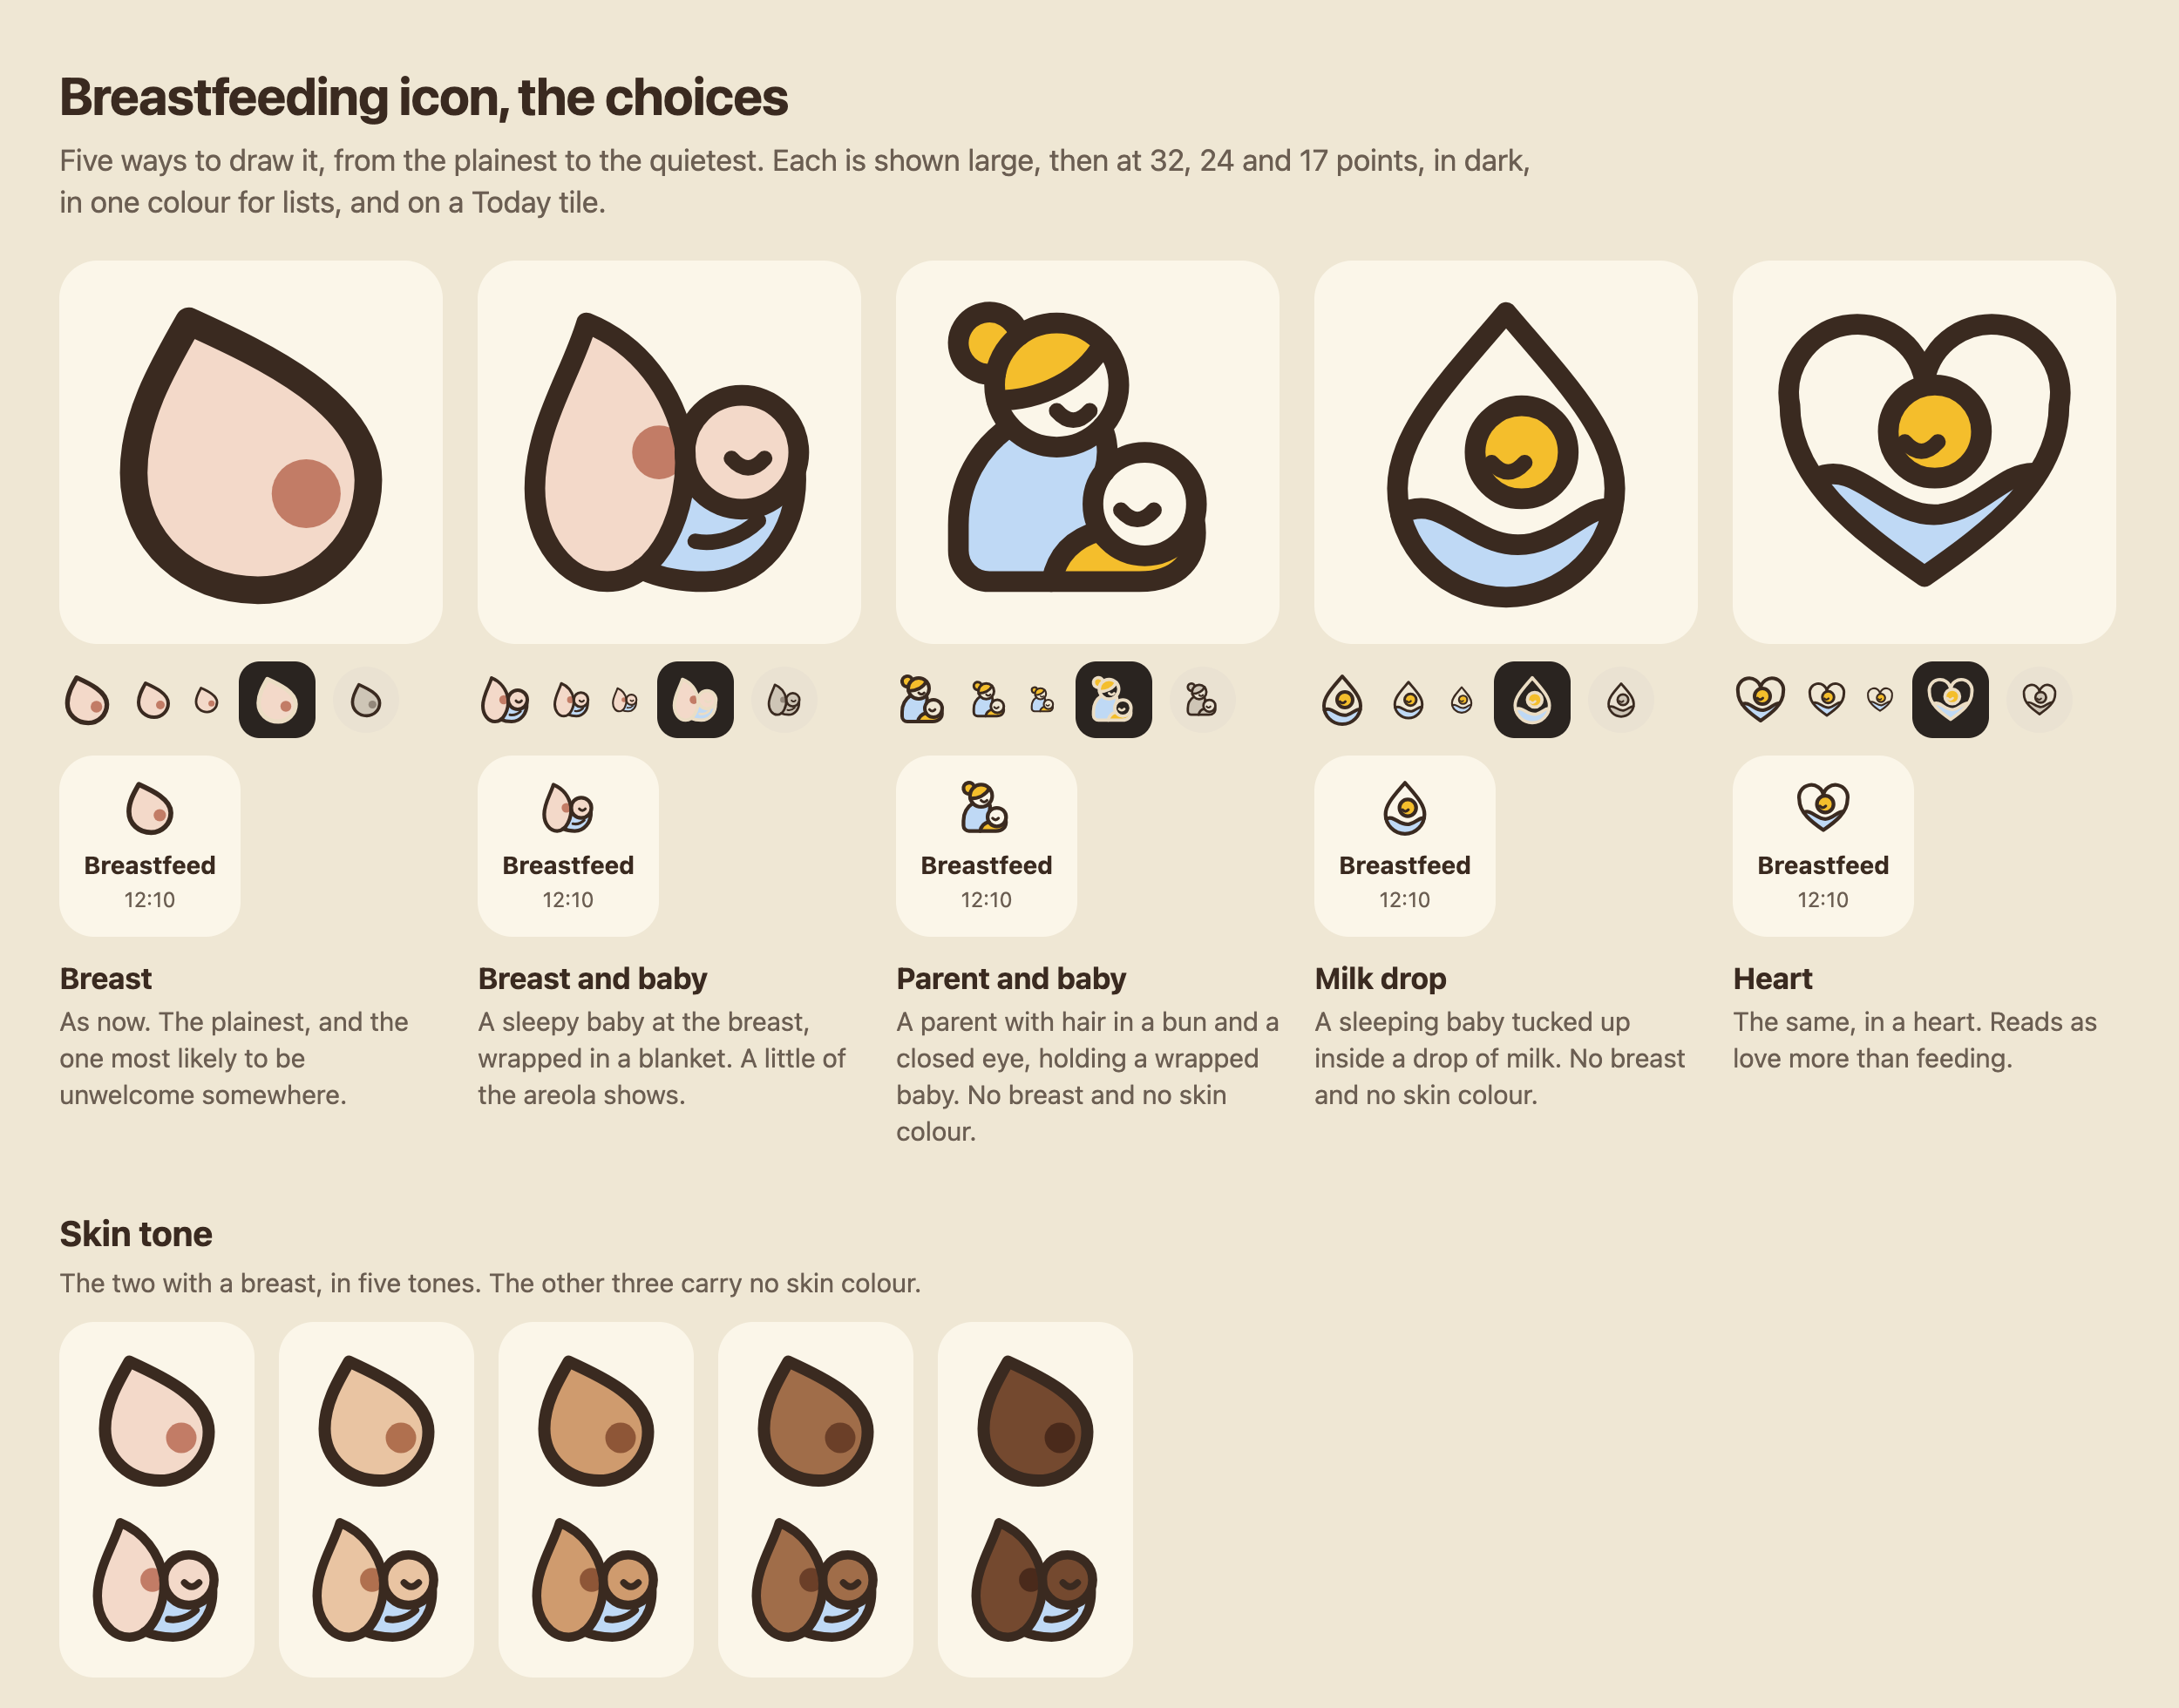 Breastfeeding icon, the choices
Five ways to draw it, from the plainest to the quietest. Each is shown large, then at 32, 24 and 17 points, in dark,
in one colour for lists, and on a Today tile.
Breastfeed
12:10
Breastfeed
12:10
Breastfeed
12:10
Breastfeed
12:10
Breastfeed
12:10
Breast
As now. The plainest, and the
one most likely to be
unwelcome somewhere.
Breast and baby
A sleepy baby at the breast,
wrapped in a blanket. A little of
the areola shows.
Parent and baby
A parent with hair in a bun and a
closed eye, holding a wrapped
baby. No breast and no skin
colour.
Milk drop
A sleeping baby tucked up
inside a drop of milk. No breast
and no skin colour.
Heart
The same, in a heart. Reads as
love more than feeding.
Skin tone
The two with a breast, in five tones. The other three carry no skin colour.